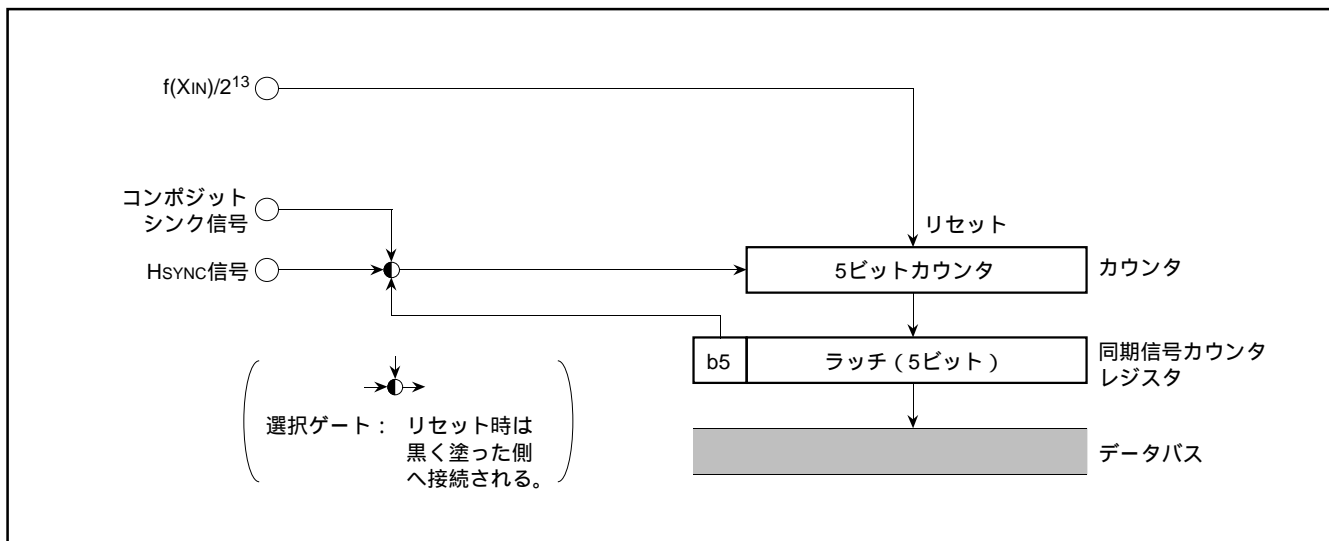 f(XIN)/2¹³
コンポジット
シンク信号
HSYNC信号
リセット
5ビットカウンタ
カウンタ
b5
ラッチ（5ビット）
同期信号カウンタ
レジスタ
選択ゲート： リセット時は
黒く塗った側
へ接続される。
データバス